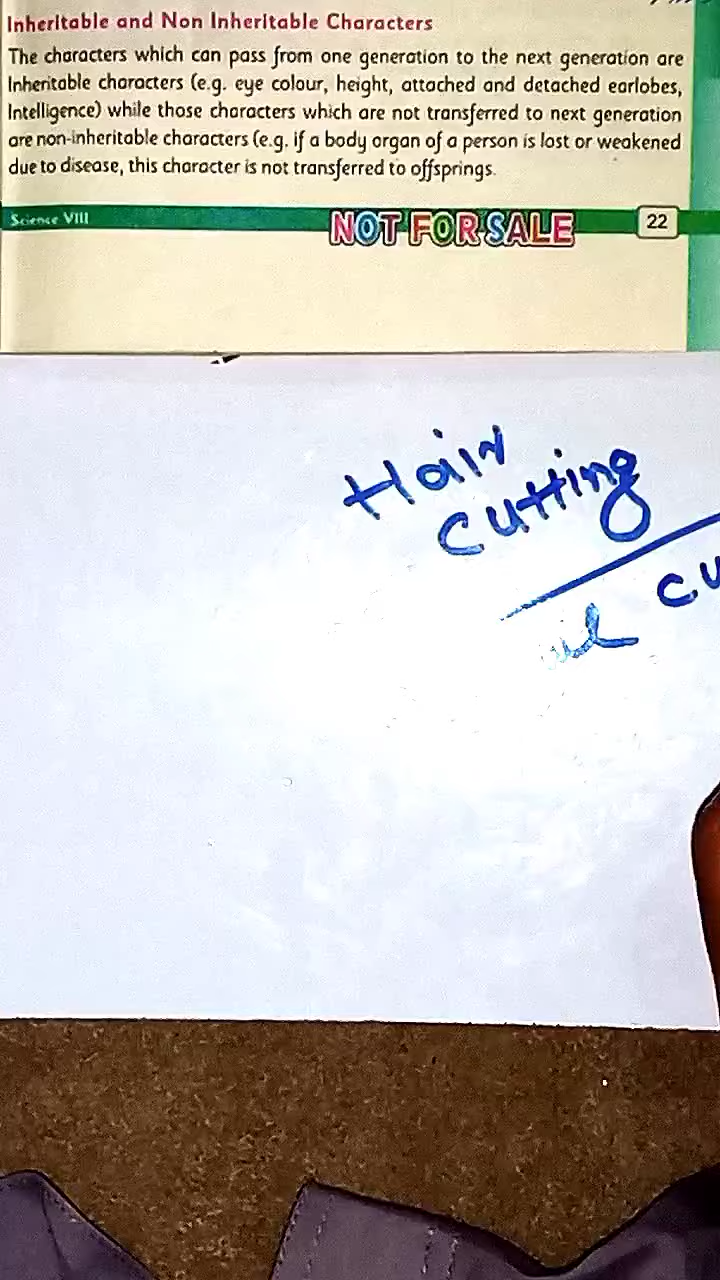 Inheritable and Non Inheritable Characters
The characters which can pass from one generation to the next generation are
Inheritable characters (e.g. eye colour, height, attached and detached earlobes,
Intelligence) while those characters which are not transferred to next generation
are non-inheritable characters (e.g. if a body organ of a person is lost or weakened
due to disease, this character is not transferred to offsprings.
Science VIII
NOT FOR SALE
22
Hair
cutting
cu